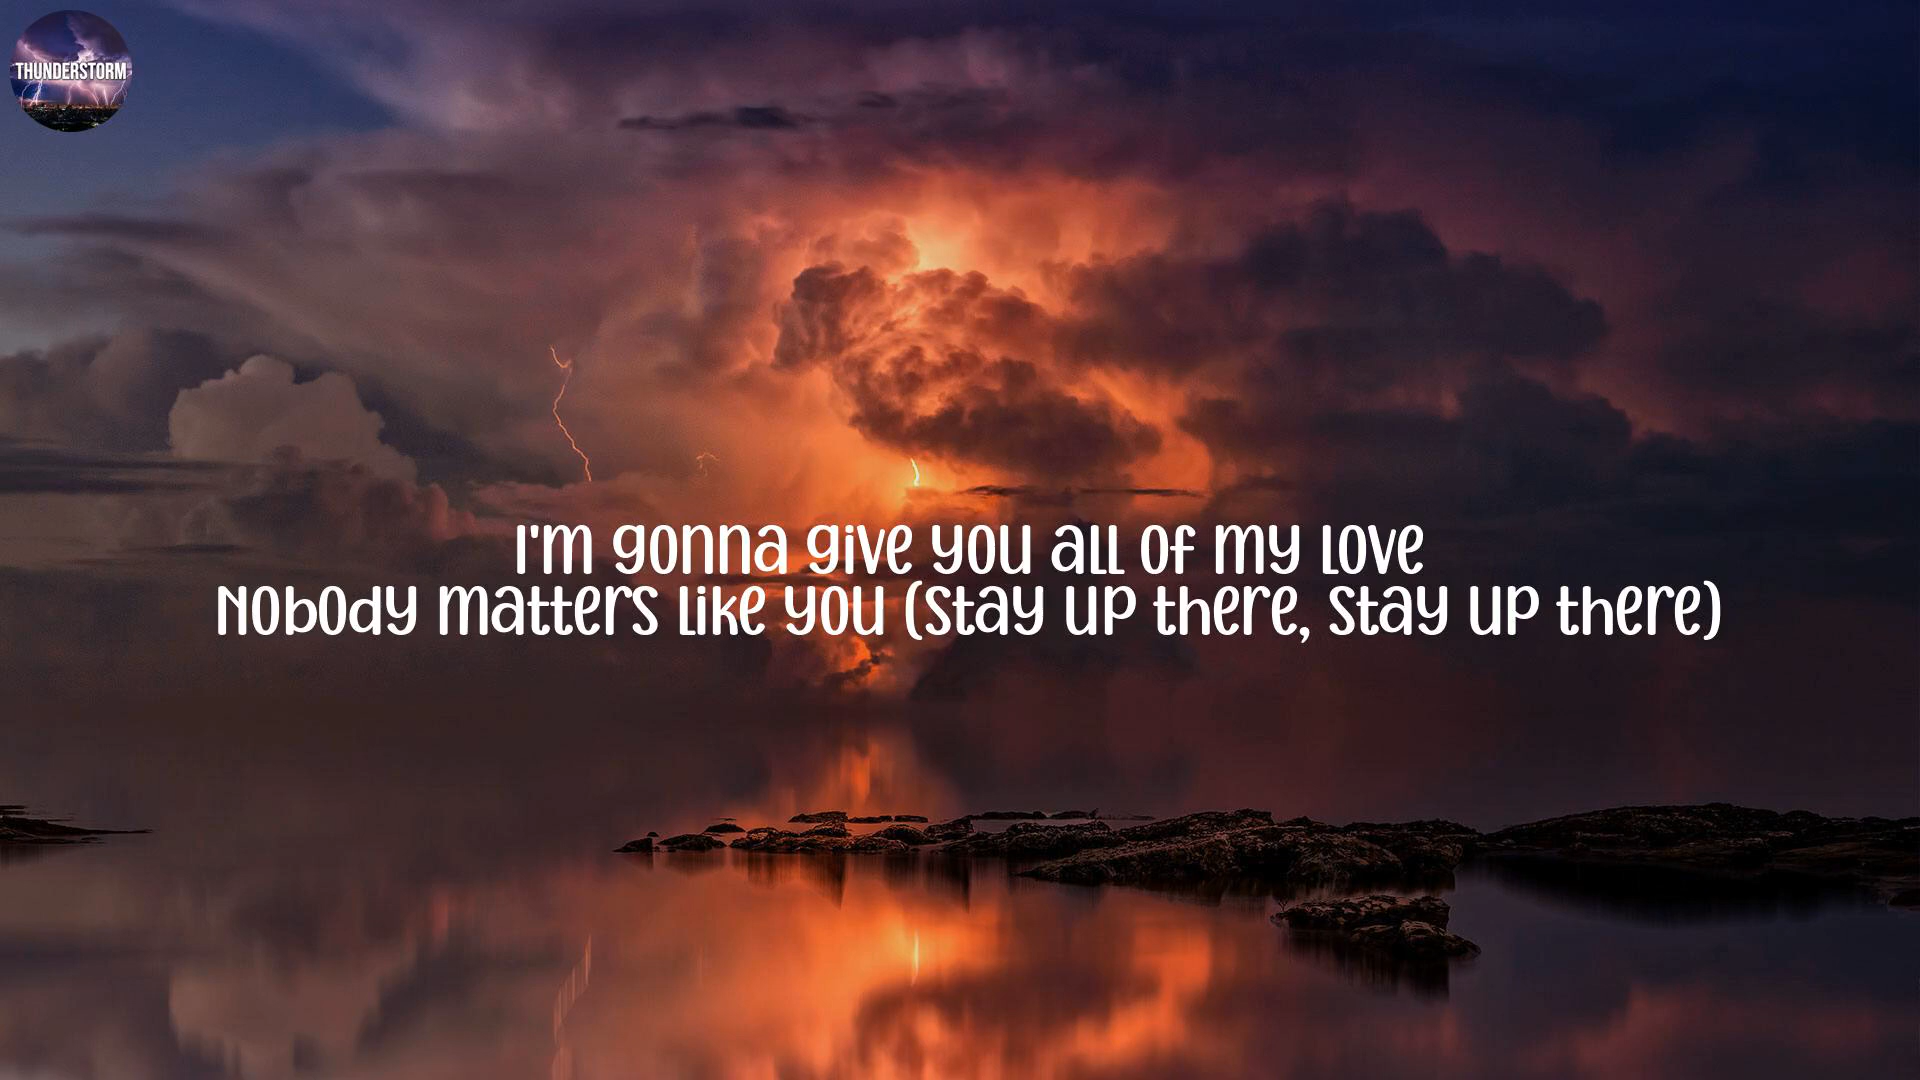 THUNDERSTORM
I'm gonna give you all of my love
Nobody matters like you (stay up there, stay up there)